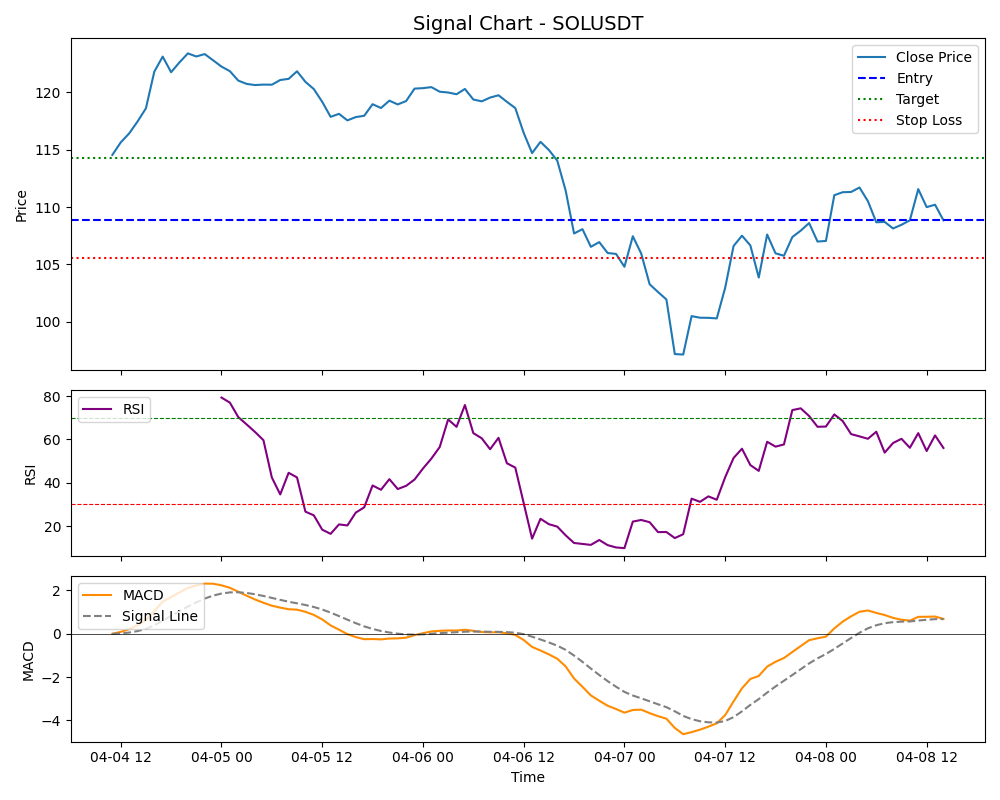 Signal Chart - SOLUSDT
Close Price
Entry
Target
Stop Loss
Price
120
115
110
105
100
RSI
RSI
80
60
40
20
MACD
Signal Line
MACD
2
0
−2
−4
04-04 12
04-05 00
04-05 12
04-06 00
04-06 12
04-07 00
04-07 12
04-08 00
04-08 12
Time